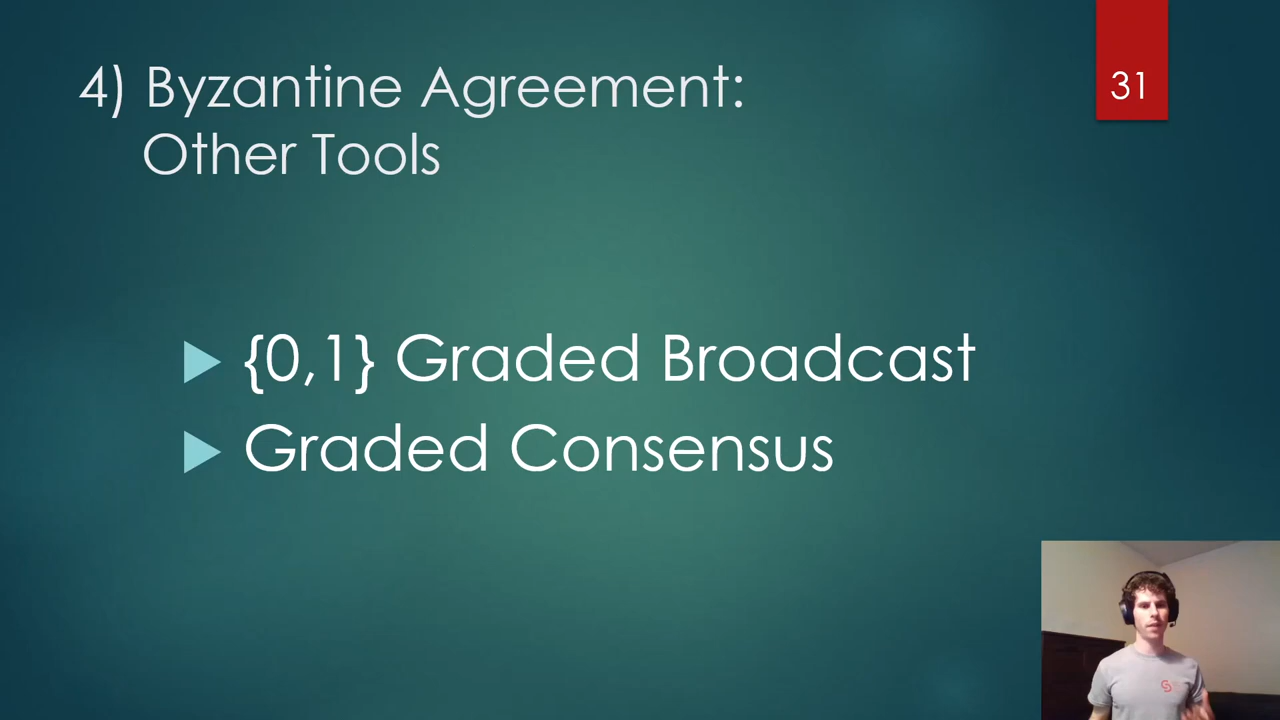 4) Byzantine Agreement:
Other Tools
31
{0,1} Graded Broadcast
Graded Consensus